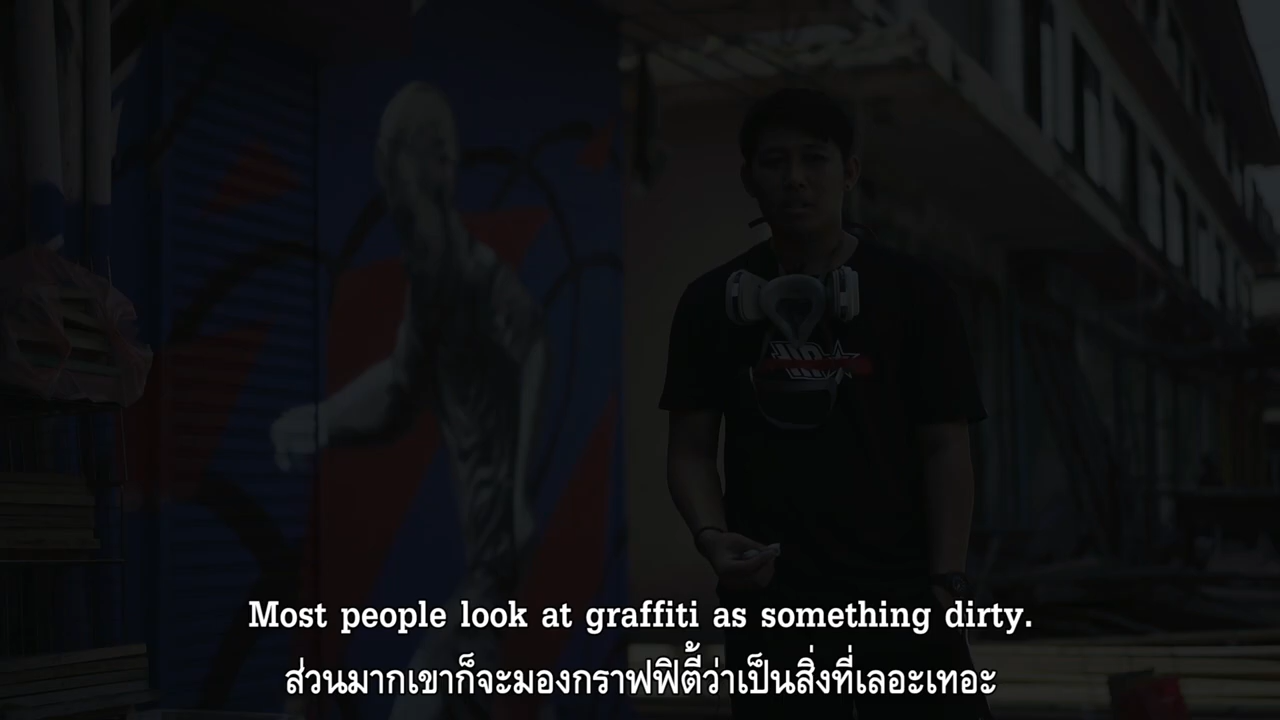 Most people look at graffiti as something dirty.
ส่วนมากเขาก็จะมองกราฟฟิตี้ว่าเป็นสิ่งที่เลอะเทอะ